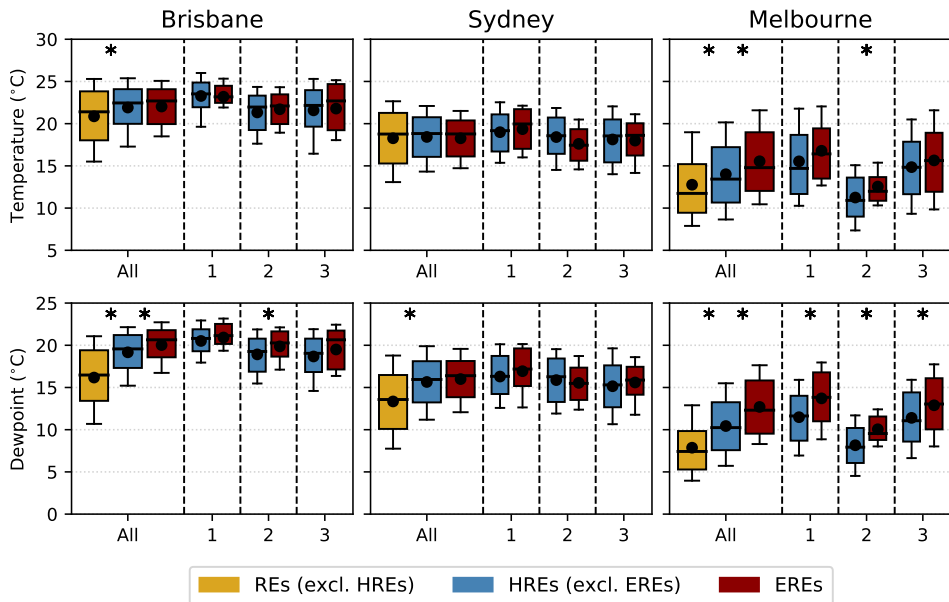 Brisbane Sydney Melbourne
Temperature (°C)
30
25
20
15
10
5
* * * *
All 1 2 3 All 1 2 3 All 1 2 3
Dewpoint (°C)
25
20
15
10
5
0
* * * * * * * * *
All 1 2 3 All 1 2 3 All 1 2 3
REs (excl. HREs) HREs (excl. EREs) EREs